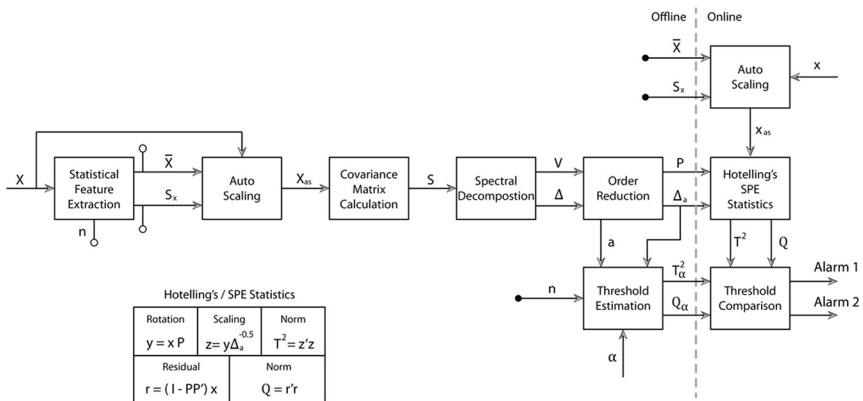 Offline Online
X̅
Sₓ
Auto
Scaling
x
xₐₛ
X
Statistical
Feature
Extraction
n
X̅
Sₓ
Auto
Scaling
Xₐₛ
Covariance
Matrix
Calculation
S
Spectral
Decompostion
V
Δ
Order
Reduction
P
Δₐ
Hotelling's
SPE
Statistics
a
T² Q
n
Threshold
Estimation
α
T²α
Qα
Threshold
Comparison
Alarm 1
Alarm 2
Hotelling's / SPE Statistics
Rotation Scaling Norm
y = x P z= yΔₐ^-0.5 T² = z'z
Residual Norm
r = ( I - PP' ) x Q = r'r